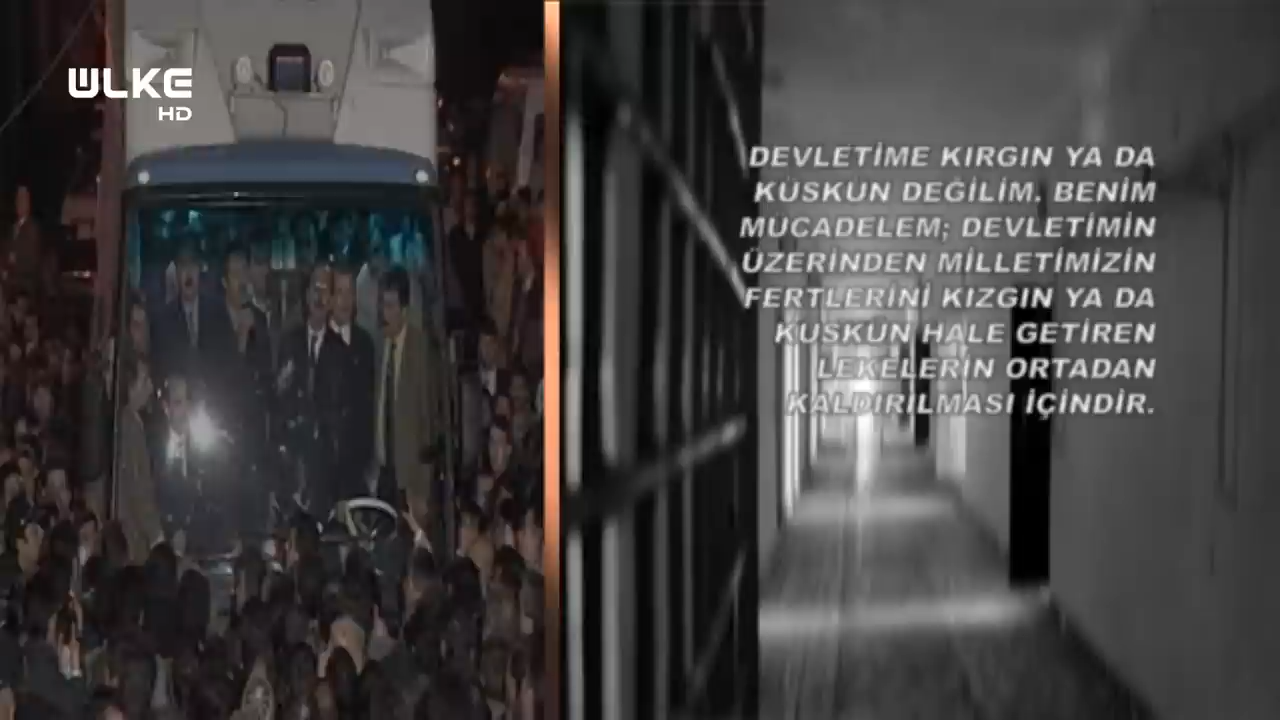 ÜLKE
HD
DEVLETİME KIRGIN YA DA
KÜSKÜN DEĞİLİM. BENİM
MÜCADELEM; DEVLETİMİN
ÜZERİNDEN MİLLETİMİZİN
FERTLERİNİ KIZGIN YA DA
KÜSKÜN HALE GETİREN
LEKELERİN ORTADAN
KALDIRILMASI İÇİNDİR.